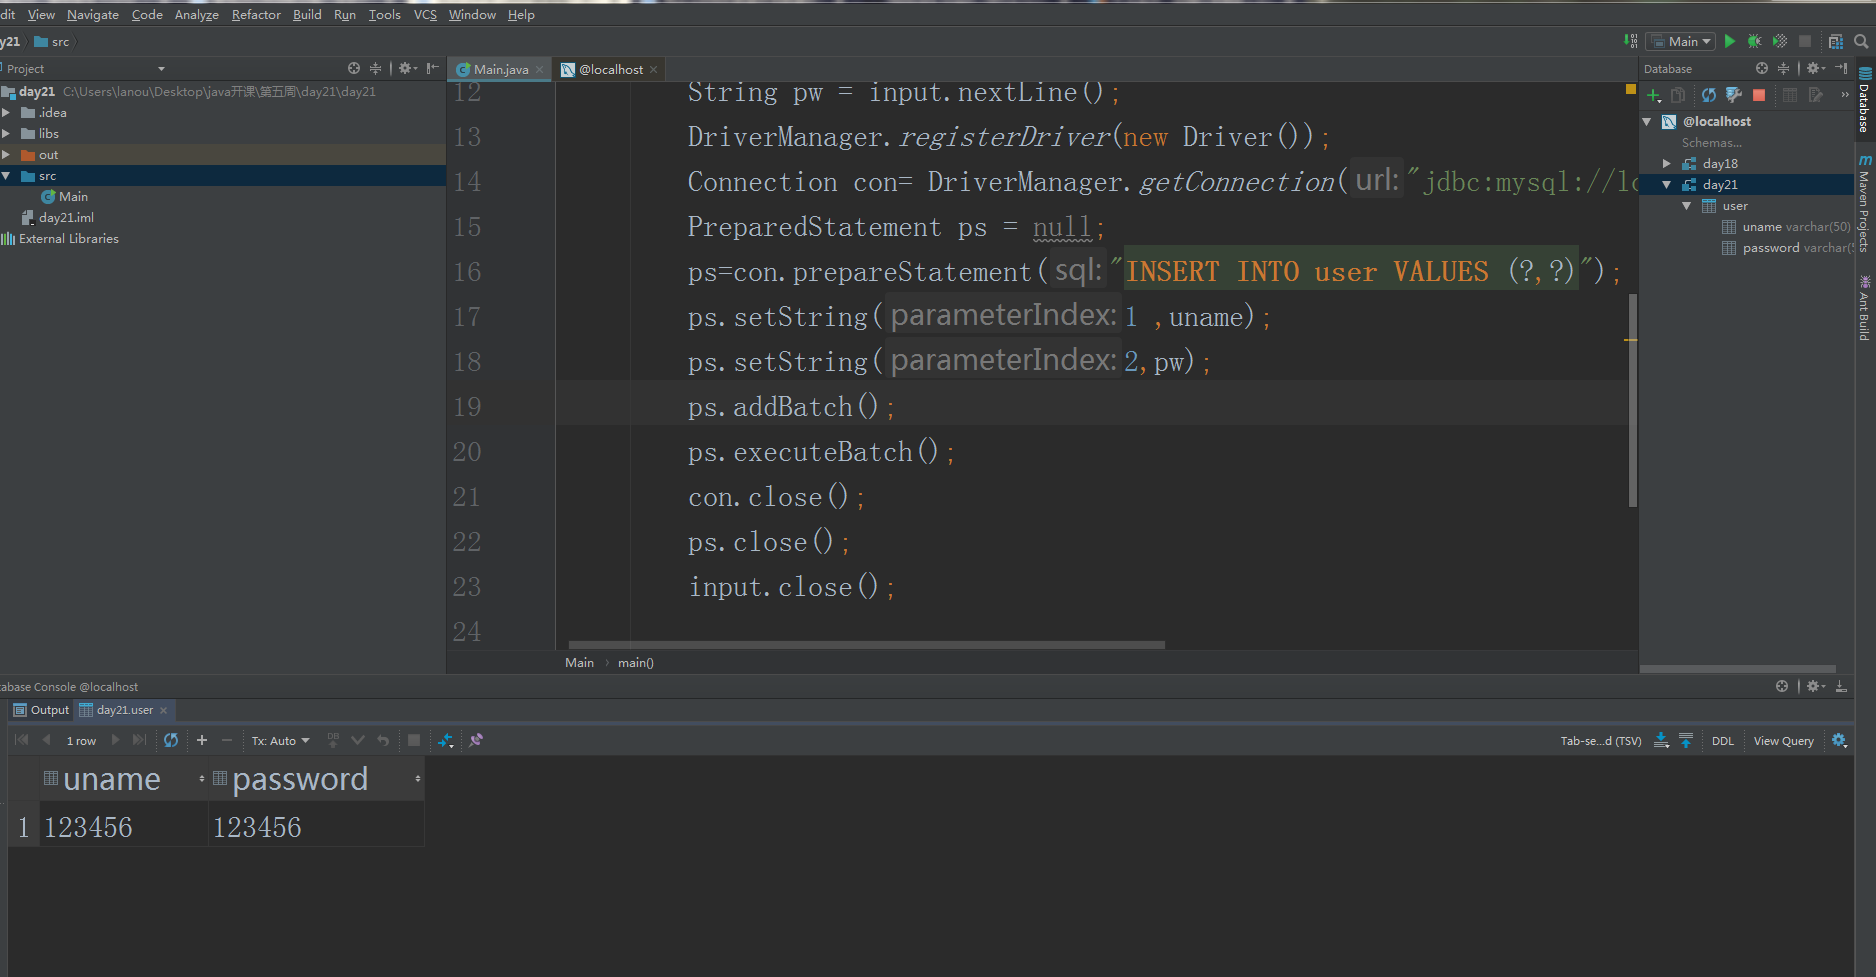 dit View Navigate Code Analyze Refactor Build Run Tools VCS Window Help
y21 src
Main
Project
Main.java
@localhost
Database
day21 C:\Users\lanou\Desktop\java开课\第五周\day21\day21
.idea
libs
out
src
Main
day21.iml
External Libraries
12 String pw = input.nextLine();
13 DriverManager.registerDriver(new Driver());
14 Connection con= DriverManager.getConnection( url: "jdbc:mysql://lo
15 PreparedStatement ps = null;
16 ps=con.prepareStatement( sql: "INSERT INTO user VALUES (?,?)");
17 ps.setString( parameterIndex: 1 ,uname);
18 ps.setString( parameterIndex: 2,pw);
19 ps.addBatch();
20 ps.executeBatch();
21 con.close();
22 ps.close();
23 input.close();
24
Main main()
@localhost
Schemas...
day18
day21
user
uname varchar(50)
password varchar(5
Database
Maven Projects
Ant Build
tabase Console @localhost
Output day21.user
1 row Tx: Auto DB Tab-se...d (TSV) DDL View Query
uname password
1 123456 123456